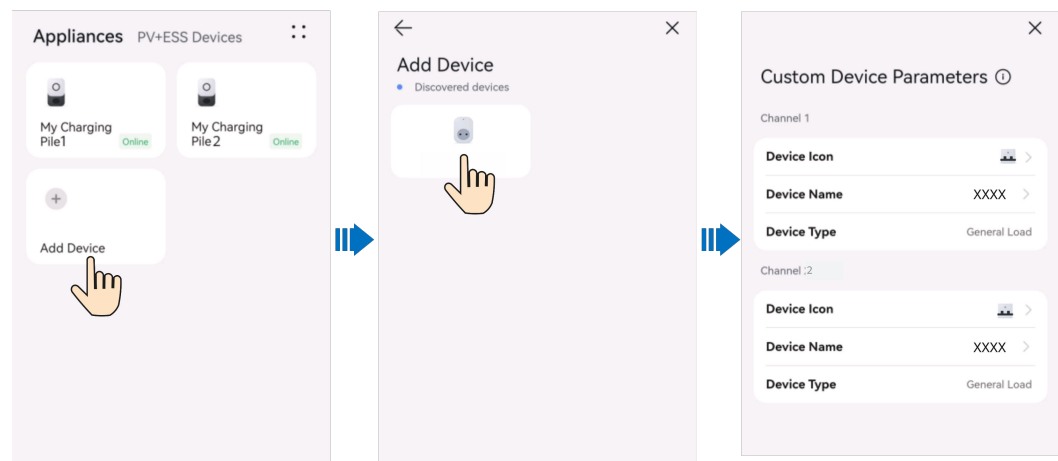 Appliances PV+ESS Devices
My Charging
Pile1 Online
My Charging
Pile 2 Online
Add Device
Add Device
Discovered devices
Custom Device Parameters
Channel 1
Device Icon
Device Name XXXX
Device Type General Load
Channel :2
Device Icon
Device Name XXXX
Device Type General Load